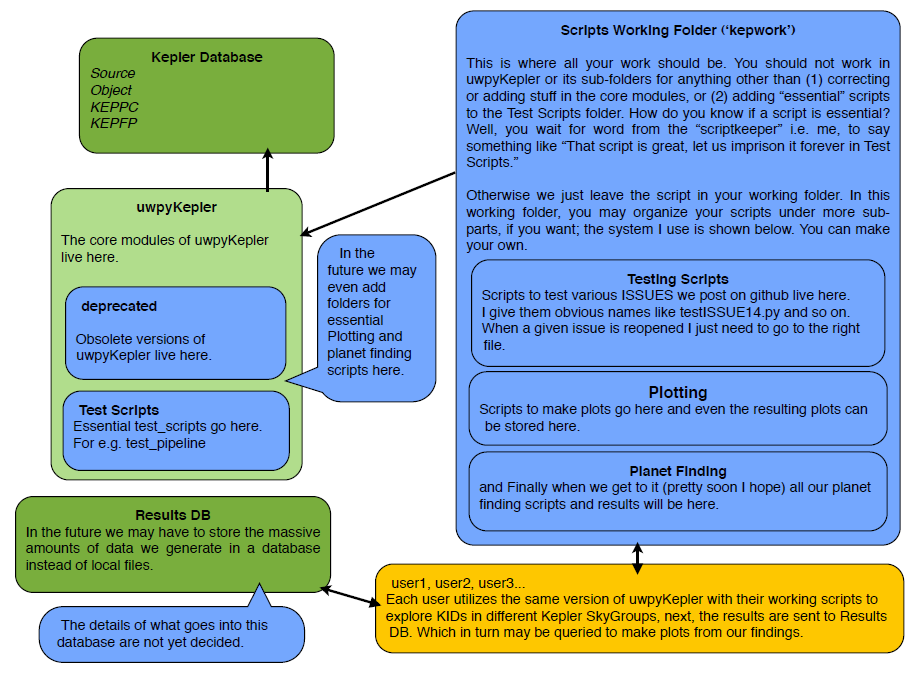 Kepler Database
Source
Object
KEPPC
KEPFP
uwpyKepler
The core modules of uwpyKepler
live here.
deprecated
Obsolete versions of
uwpyKepler live here.
Test Scripts
Essential test_scripts go here.
For e.g. test_pipeline
In the
future we may
even add
folders for
essential
Plotting and
planet finding
scripts here.
Results DB
In the future we may have to store the massive
amounts of data we generate in a database
instead of local files.
The details of what goes into this
database are not yet decided.
Scripts Working Folder (‘kepwork’)
This is where all your work should be. You should not work in
uwpyKepler or its sub-folders for anything other than (1) correcting
or adding stuff in the core modules, or (2) adding “essential” scripts
to the Test Scripts folder. How do you know if a script is essential?
Well, you wait for word from the “scriptkeeper” i.e. me, to say
something like “That script is great, let us imprison it forever in Test
Scripts.”
Otherwise we just leave the script in your working folder. In this
working folder, you may organize your scripts under more sub-
parts, if you want; the system I use is shown below. You can make
your own.
Testing Scripts
Scripts to test various ISSUES we post on github live here.
I give them obvious names like testISSUE14.py and so on.
When a given issue is reopened I just need to go to the right
file.
Plotting
Scripts to make plots go here and even the resulting plots can
be stored here.
Planet Finding
and Finally when we get to it (pretty soon I hope) all our planet
finding scripts and results will be here.
user1, user2, user3...
Each user utilizes the same version of uwpyKepler with their working scripts to
explore KIDs in different Kepler SkyGroups, next, the results are sent to Results
DB. Which in turn may be queried to make plots from our findings.